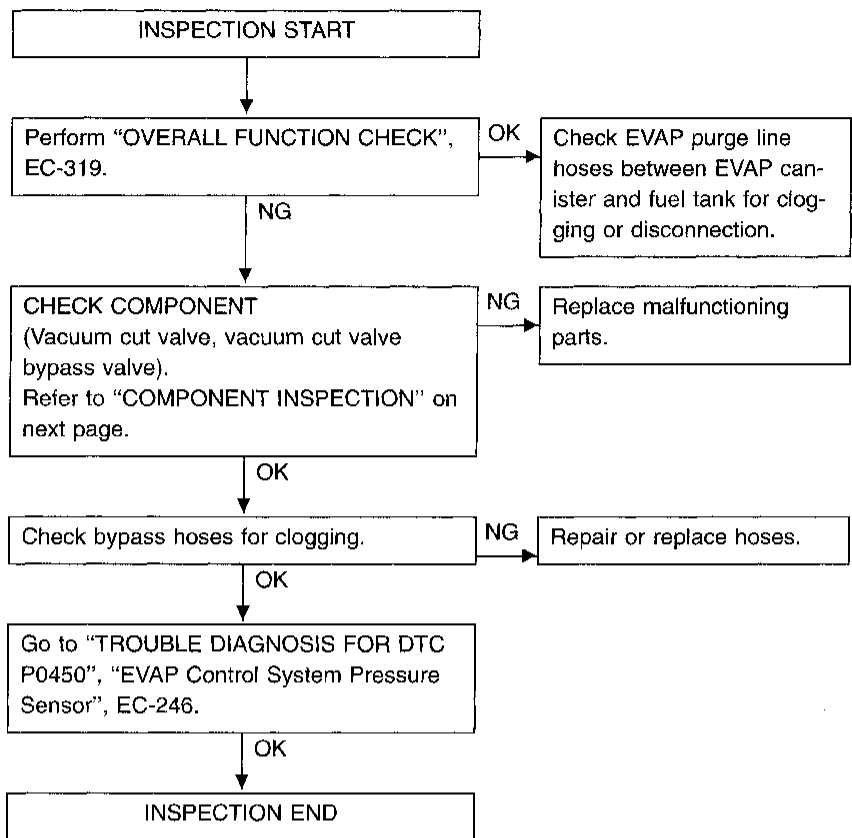 INSPECTION START
Perform “OVERALL FUNCTION CHECK”,
EC-319.
OK
Check EVAP purge line
hoses between EVAP can-
ister and fuel tank for clog-
ging or disconnection.
NG
CHECK COMPONENT
(Vacuum cut valve, vacuum cut valve
bypass valve).
Refer to “COMPONENT INSPECTION” on
next page.
NG
Replace malfunctioning
parts.
OK
Check bypass hoses for clogging.
NG
Repair or replace hoses.
OK
Go to “TROUBLE DIAGNOSIS FOR DTC
P0450”, “EVAP Control System Pressure
Sensor”, EC-246.
OK
INSPECTION END